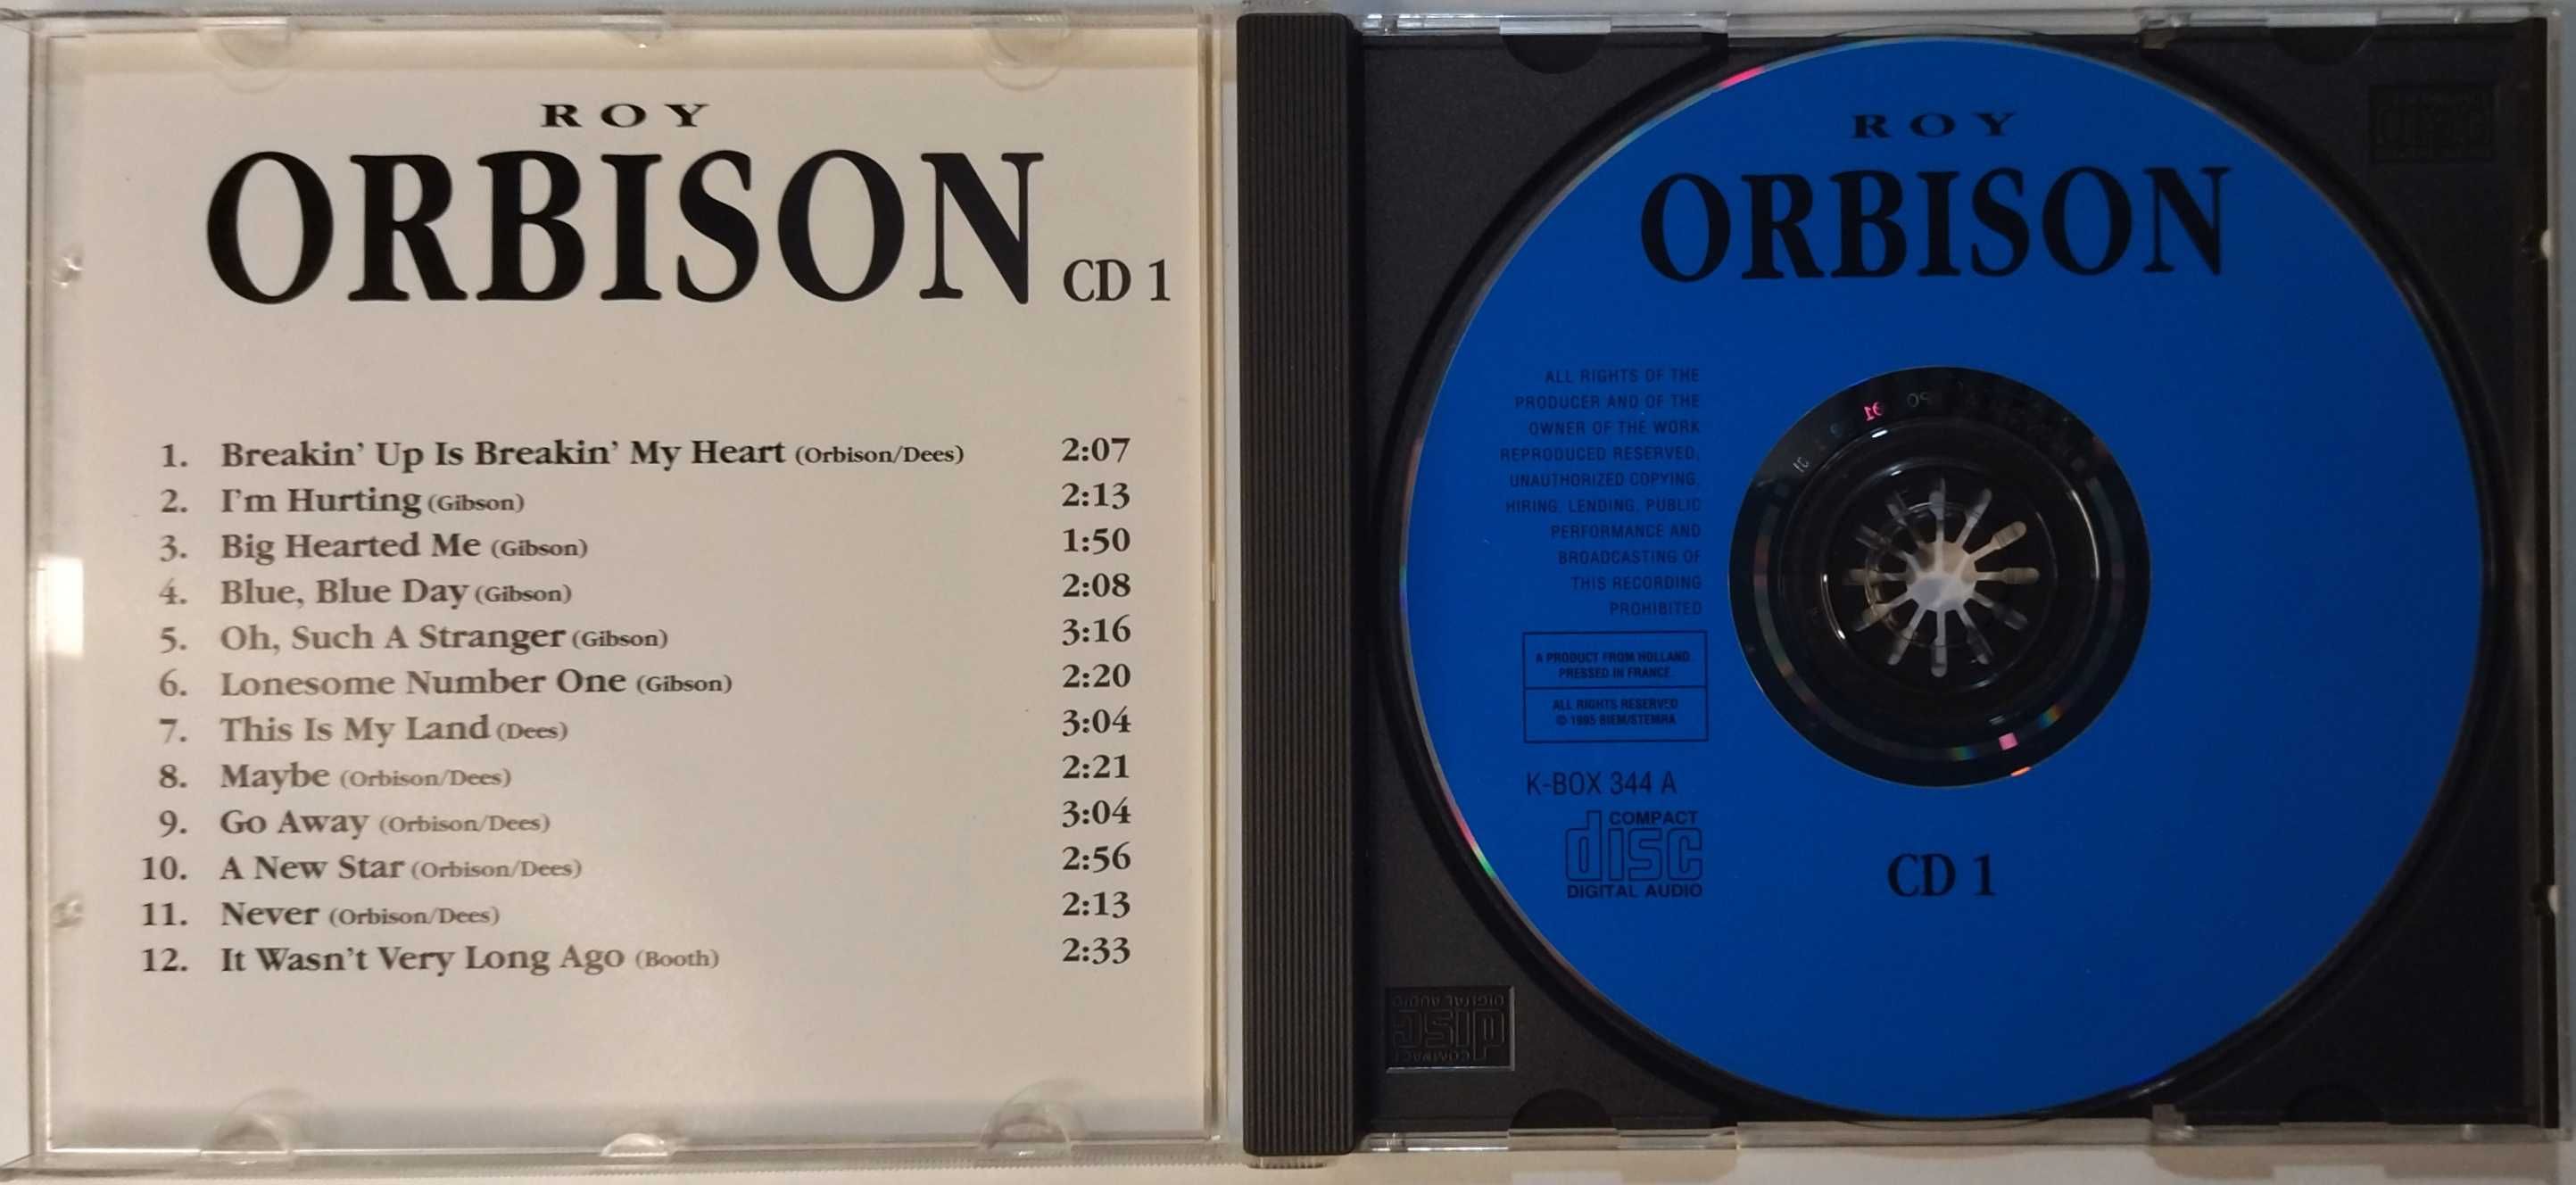 ROY
ORBISON CD 1
1. Breakin' Up Is Breakin' My Heart (Orbison/Dees) 2:07
2. I'm Hurting (Gibson) 2:13
3. Big Hearted Me (Gibson) 1:50
4. Blue, Blue Day (Gibson) 2:08
5. Oh, Such A Stranger (Gibson) 3:16
6. Lonesome Number One (Gibson) 2:20
7. This Is My Land (Dees) 3:04
8. Maybe (Orbison/Dees) 2:21
9. Go Away (Orbison/Dees) 3:04
10. A New Star (Orbison/Dees) 2:56
11. Never (Orbison/Dees) 2:13
12. It Wasn't Very Long Ago (Booth) 2:33
ROY
ORBISON
ALL RIGHTS OF THE
PRODUCER AND OF THE
OWNER OF THE WORK
REPRODUCED RESERVED,
UNAUTHORIZED COPYING,
HIRING, LENDING, PUBLIC
PERFORMANCE AND
BROADCASTING OF
THIS RECORDING
PROHIBITED
A PRODUCT FROM HOLLAND
PRESSED IN FRANCE
ALL RIGHTS RESERVED
© 1995 BIEM/STEMRA
K-BOX 344 A
COMPACT
disc
DIGITAL AUDIO
CD 1
COMPACT
disc
DIGITAL AUDIO